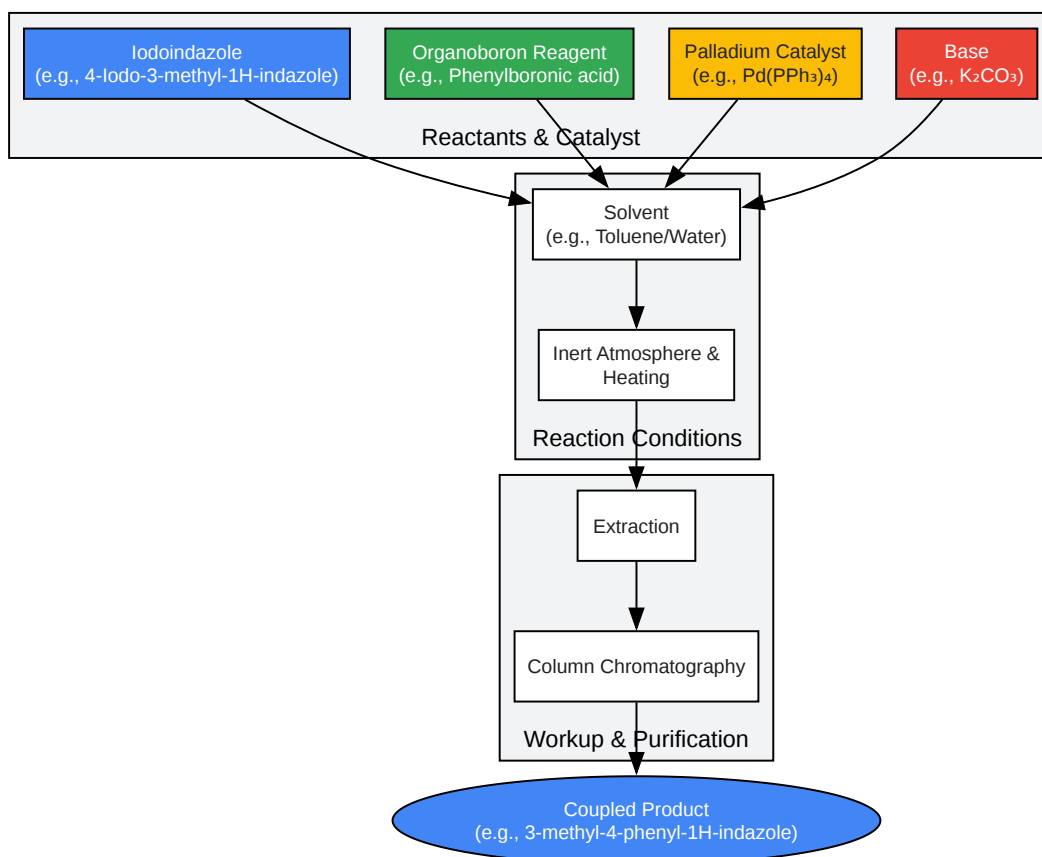 Iodoindazole
(e.g., 4-Iodo-3-methyl-1H-indazole)
Organoboron Reagent
(e.g., Phenylboronic acid)
Palladium Catalyst
(e.g., Pd(PPh₃)₄)
Base
(e.g., K₂CO₃)
Reactants & Catalyst
Solvent
(e.g., Toluene/Water)
Inert Atmosphere &
Heating
Reaction Conditions
Extraction
Column Chromatography
Workup & Purification
Coupled Product
(e.g., 3-methyl-4-phenyl-1H-indazole)